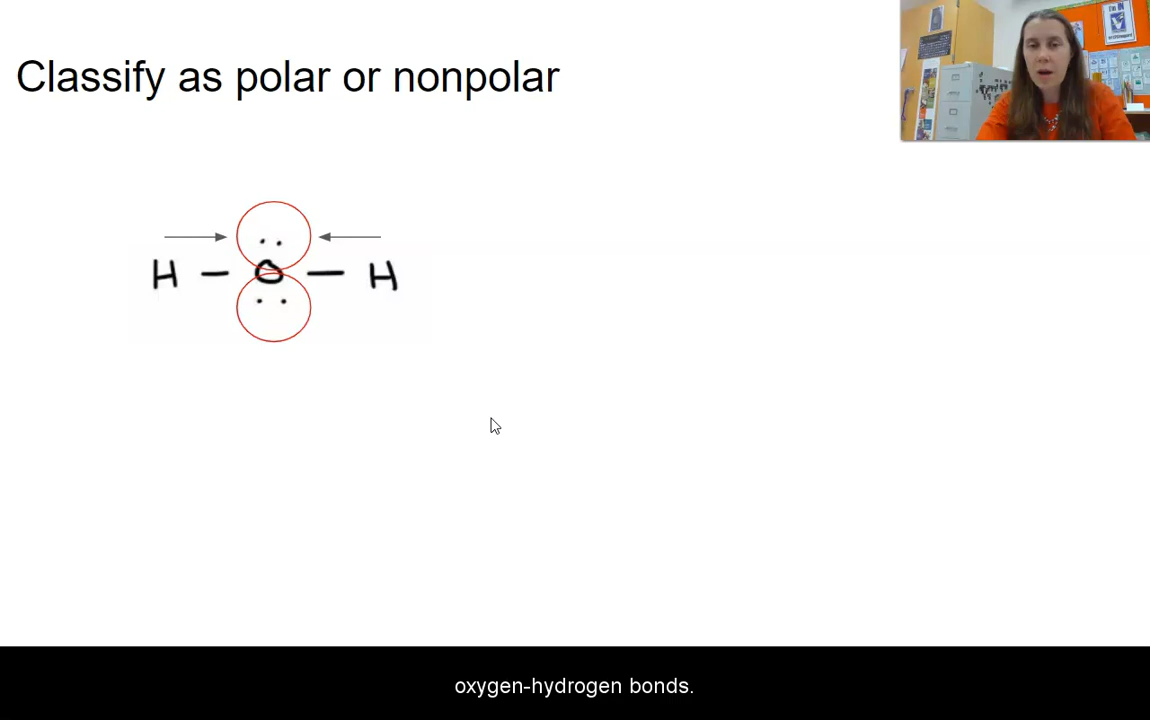 Classify as polar or nonpolar
H – O – H
oxygen-hydrogen bonds.